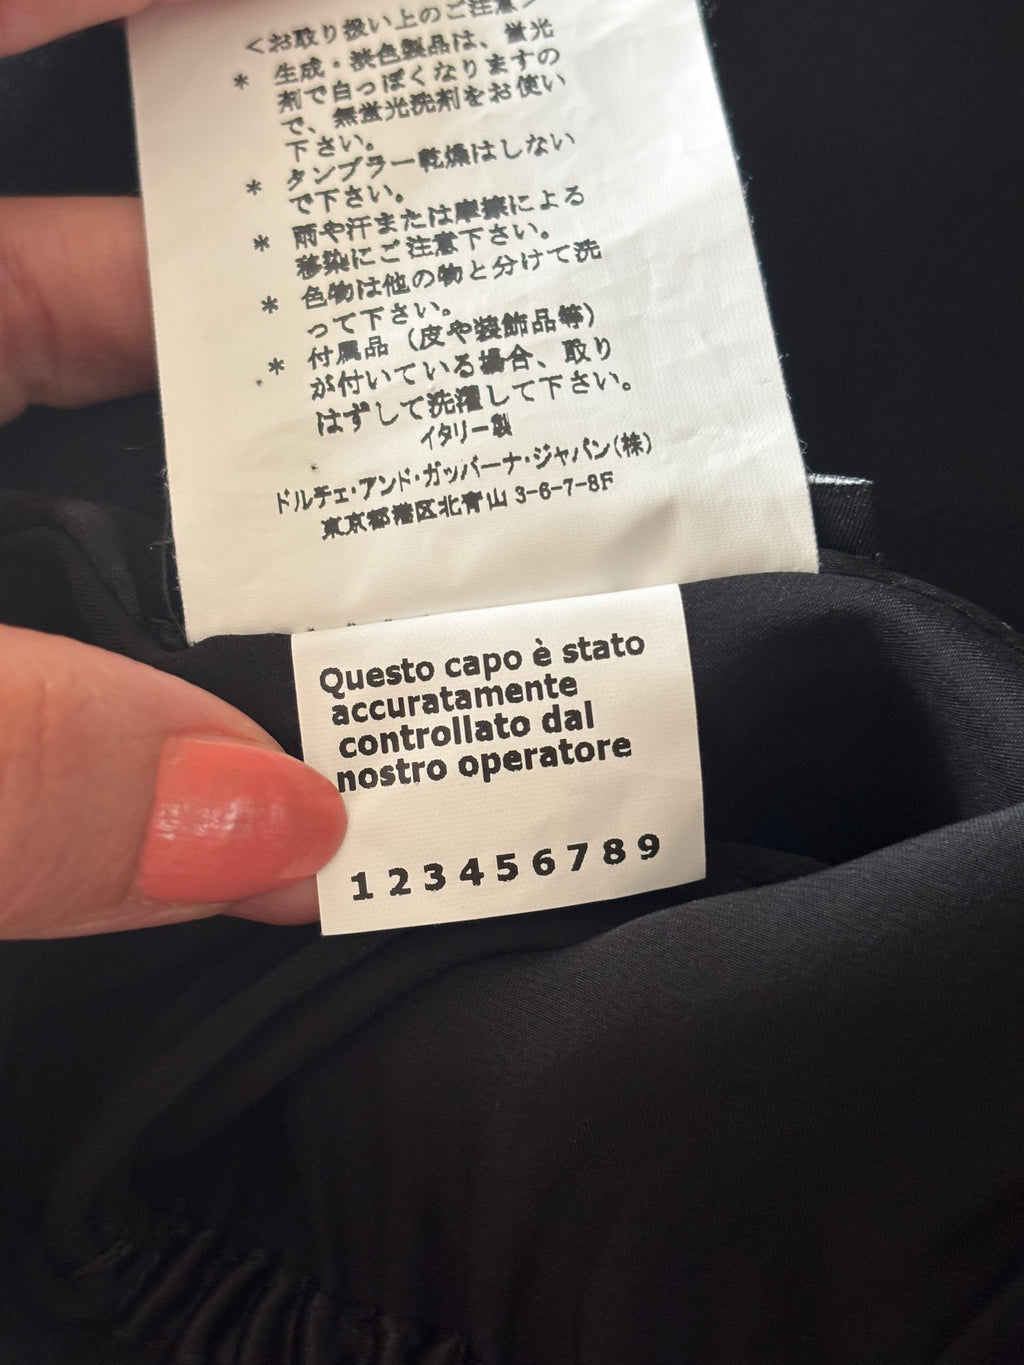 <お取り扱い上のご注意>
* 生成・淡色製品は、蛍光
剤で白っぽくなりますの
で、無蛍光洗剤をお使い
下さい。
* タンブラー乾燥はしない
で下さい。
* 雨や汗または摩擦による
移染にご注意下さい。
* 色物は他の物と分けて洗
って下さい。
* 付属品（皮や装飾品等）
が付いている場合、取り
はずして洗濯して下さい。
イタリー製
ドルチェ・アンド・ガッバーナ・ジャパン(株)
東京都港区北青山 3-6-7-8F
Questo capo è stato
accuratamente
controllato dal
nostro operatore
1 2 3 4 5 6 7 8 9